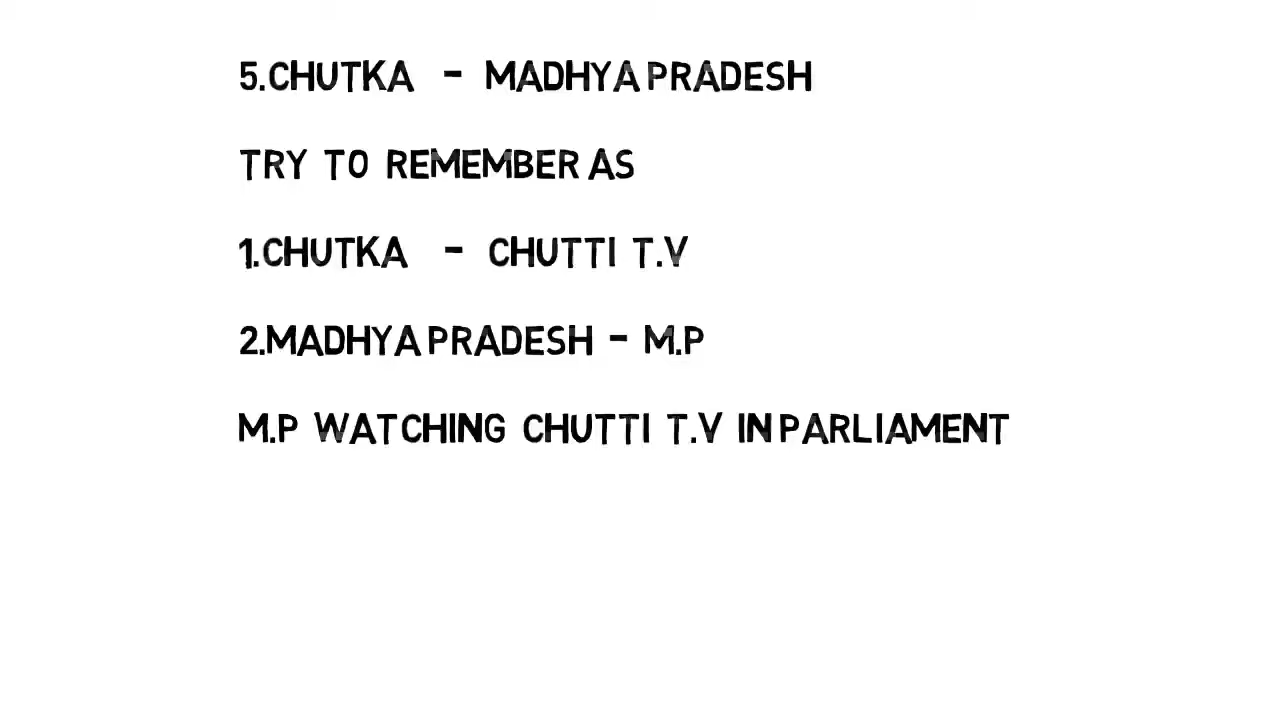 5.CHUTKA - MADHYA PRADESH
TRY TO REMEMBER AS
1.CHUTKA - CHUTTI T.V
2.MADHYA PRADESH - M.P
M.P WATCHING CHUTTI T.V IN PARLIAMENT